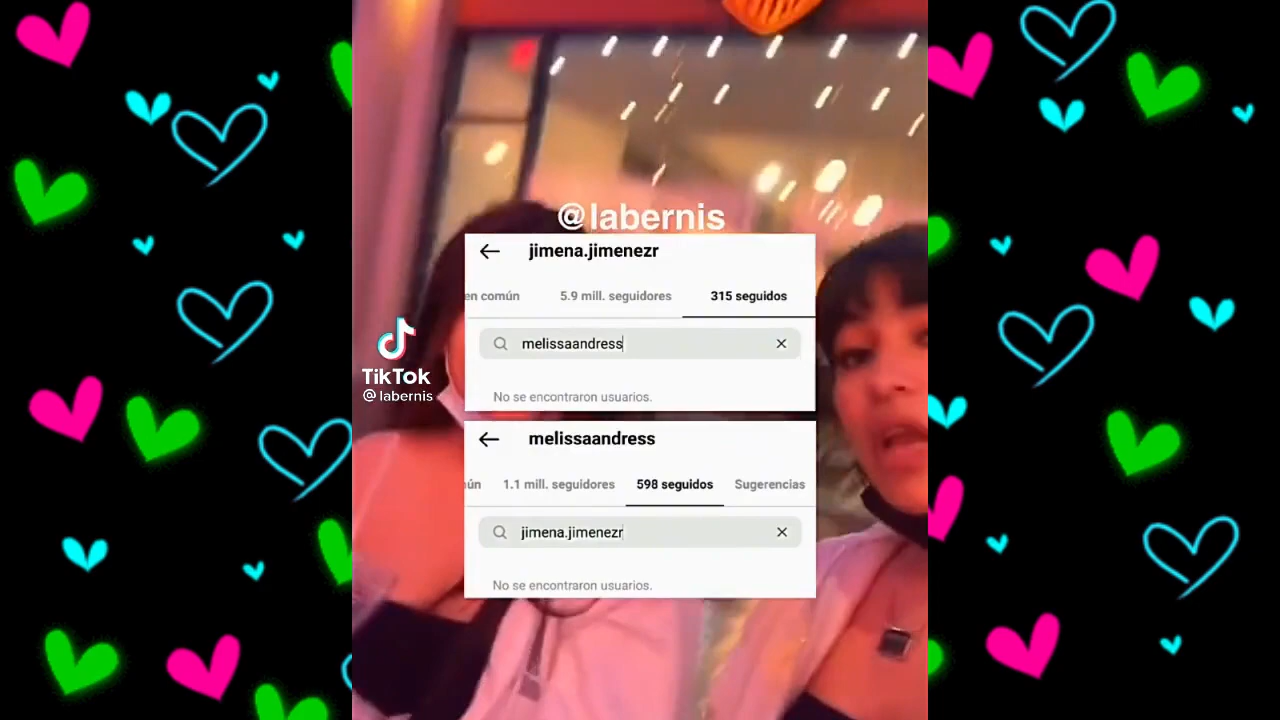 @labernis
jimena.jimenezr
en común 5.9 mill. seguidores 315 seguidos
melissaandress
No se encontraron usuarios.
TikTok
@labernis
melissaandress
ún 1.1 mill. seguidores 598 seguidos Sugerencias
jimena.jimenezr
No se encontraron usuarios.